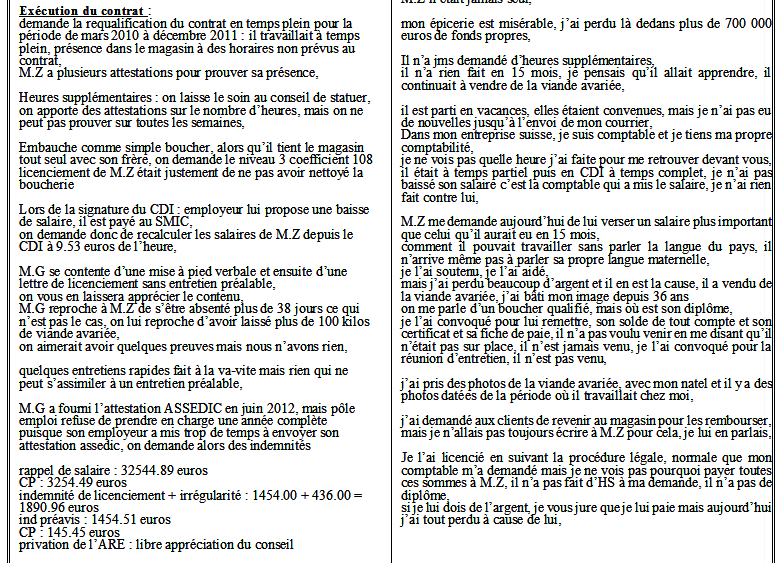 Exécution du contrat :
demande la requalification du contrat en temps plein pour la
période de mars 2010 à décembre 2011 : il travaillait à temps
plein, présence dans le magasin à des horaires non prévus au
contrat,
M.Z a plusieurs attestations pour prouver sa présence,
Heures supplémentaires : on laisse le soin au conseil de statuer,
on apporte des attestations sur le nombre d’heures, mais on ne
peut pas prouver sur toutes les semaines,
Embauche comme simple boucher, alors qu’il tient le magasin
tout seul avec son frère, on demande le niveau 3 coefficient 108
licenciement de M.Z était justement de ne pas avoir nettoyé la
boucherie
Lors de la signature du CDI : employeur lui propose une baisse
de salaire, il est payé au SMIC,
on demande donc de recalculer les salaires de M.Z depuis le
CDI à 9.53 euros de l’heure,
M.G se contente d’une mise à pied verbale et ensuite d’une
lettre de licenciement sans entretien préalable,
on vous en laissera apprécier le contenu,
M.G reproche à M.Z de s’être absenté plus de 38 jours ce qui
n’est pas le cas, on lui reproche d’avoir laissé plus de 100 kilos
de viande avariée,
on aimerait avoir quelques preuves mais nous n’avons rien,
quelques entretiens rapides fait à la va-vite mais rien qui ne
peut s’assimiler à un entretien préalable,
M.G a fourni l’attestation ASSEDIC en juin 2012, mais pôle
emploi refuse de prendre en charge une année complète
puisque son employeur a mis trop de temps à envoyer son
attestation assedic, on demande alors des indemnités
rappel de salaire : 32544.89 euros
CP : 3254.49 euros
indemnité de licenciement + irrégularité : 1454.00 + 436.00 =
1890.96 euros
ind préavis : 1454.51 euros
CP : 145.45 euros
privation de l’ARE : libre appréciation du conseil
M.Z n était jamais seul,
mon épicerie est misérable, j’ai perdu là dedans plus de 700 000
euros de fonds propres,
Il n’a jms demandé d’heures supplémentaires,
il n’a rien fait en 15 mois, je pensais qu’il allait apprendre, il
continuait à vendre de la viande avariée,
il est parti en vacances, elles étaient convenues, mais je n’ai pas eu
de nouvelles jusqu’à l’envoi de mon courrier,
Dans mon entreprise suisse, je suis comptable et je tiens ma propre
comptabilité,
je ne vois pas quelle heure j’ai faite pour me retrouver devant vous,
il était à temps partiel puis en CDI à temps complet, je n’ai pas
baissé son salaire c’est la comptable qui a mis le salaire, je n’ai rien
fait contre lui,
M.Z me demande aujourd’hui de lui verser un salaire plus important
que celui qu’il aurait eu en 15 mois,
comment il pouvait travailler sans parler la langue du pays, il
n’arrive même pas à parler sa propre langue maternelle,
je l’ai soutenu, je l’ai aidé,
mais j’ai perdu beaucoup d’argent et il en est la cause, il a vendu de
la viande avariée, j’ai bâti mon image depuis 36 ans
on me parle d’un boucher qualifié, mais où est son diplôme,
je l’ai convoqué pour lui remettre, son solde de tout compte et son
certificat et sa fiche de paie, il n’a pas voulu venir en me disant qu’il
n’était pas sur place, il n’est jamais venu, je l’ai convoqué pour la
réunion d’entretien, il n’est pas venu,
j’ai pris des photos de la viande avariée, avec mon natel et il y a des
photos datées de la période où il travaillait chez moi,
j’ai demandé aux clients de revenir au magasin pour les rembourser,
mais je n’allais pas toujours écrire à M.Z pour cela, je lui en parlais,
Je l’ai licencié en suivant la procédure légale, normale que mon
comptable m’a demandé mais je ne vois pas pourquoi payer toutes
ces sommes à M.Z, il n’a pas fait d’HS à ma demande, il n’a pas de
diplôme,
si je lui dois de l’argent, je vous jure que je lui paie mais aujourd’hui
j’ai tout perdu à cause de lui,